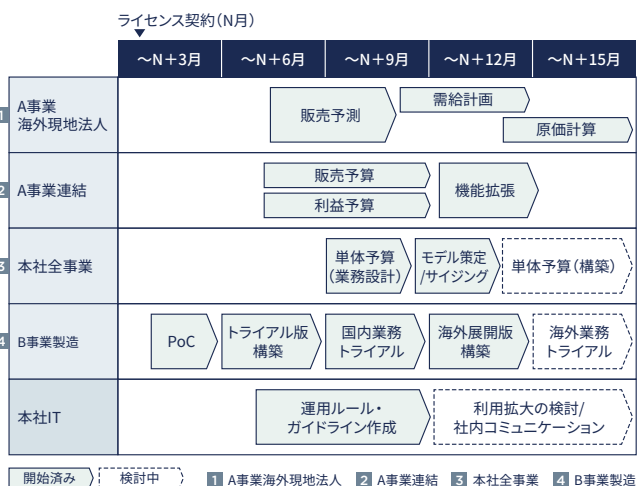 ライセンス契約（N月）
～N＋3月
～N＋6月
～N＋9月
～N＋12月
～N＋15月
1
A事業
海外現地法人
販売予測
需給計画
原価計算
2
A事業連結
販売予算
利益予算
機能拡張
3
本社全事業
単体予算
（業務設計）
モデル策定
/サイジング
単体予算（構築）
4
B事業製造
PoC
トライアル版
構築
国内業務
トライアル
海外展開版
構築
海外業務
トライアル
本社IT
運用ルール・
ガイドライン作成
利用拡大の検討/
社内コミュニケーション
開始済み
検討中
1 A事業海外現地法人 2 A事業連結 3 本社全事業 4 B事業製造